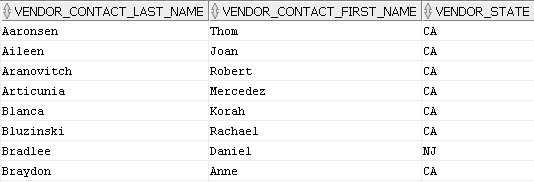 VENDOR_CONTACT_LAST_NAME VENDOR_CONTACT_FIRST_NAME VENDOR_STATE
Aaronsen Thom CA
Aileen Joan CA
Aranovitch Robert CA
Articunia Mercedez CA
Blanca Korah CA
Bluzinski Rachael CA
Bradlee Daniel NJ
Braydon Anne CA